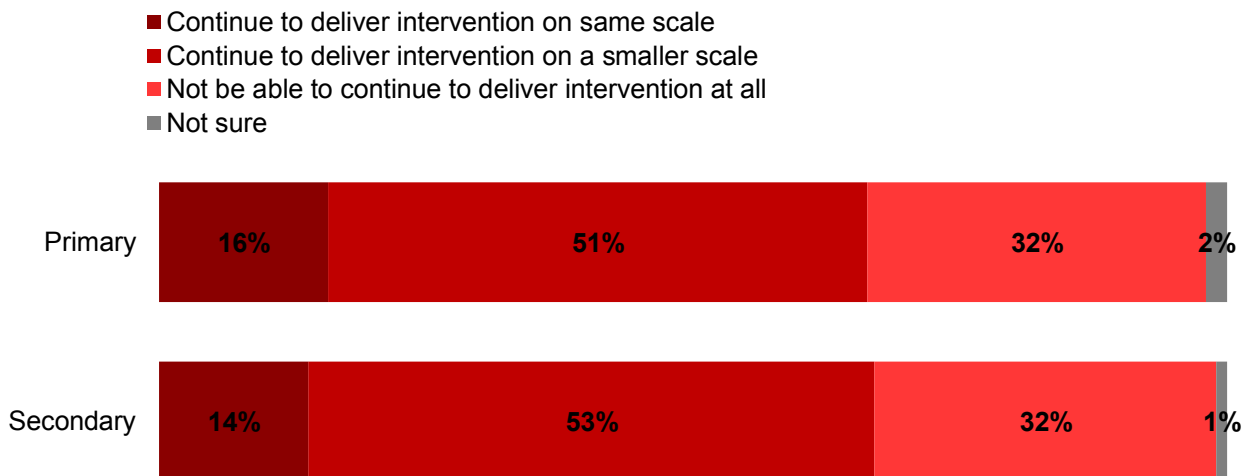 Continue to deliver intervention on same scale
Continue to deliver intervention on a smaller scale
Not be able to continue to deliver intervention at all
Not sure
Primary 16% 51% 32% 2%
Secondary 14% 53% 32% 1%